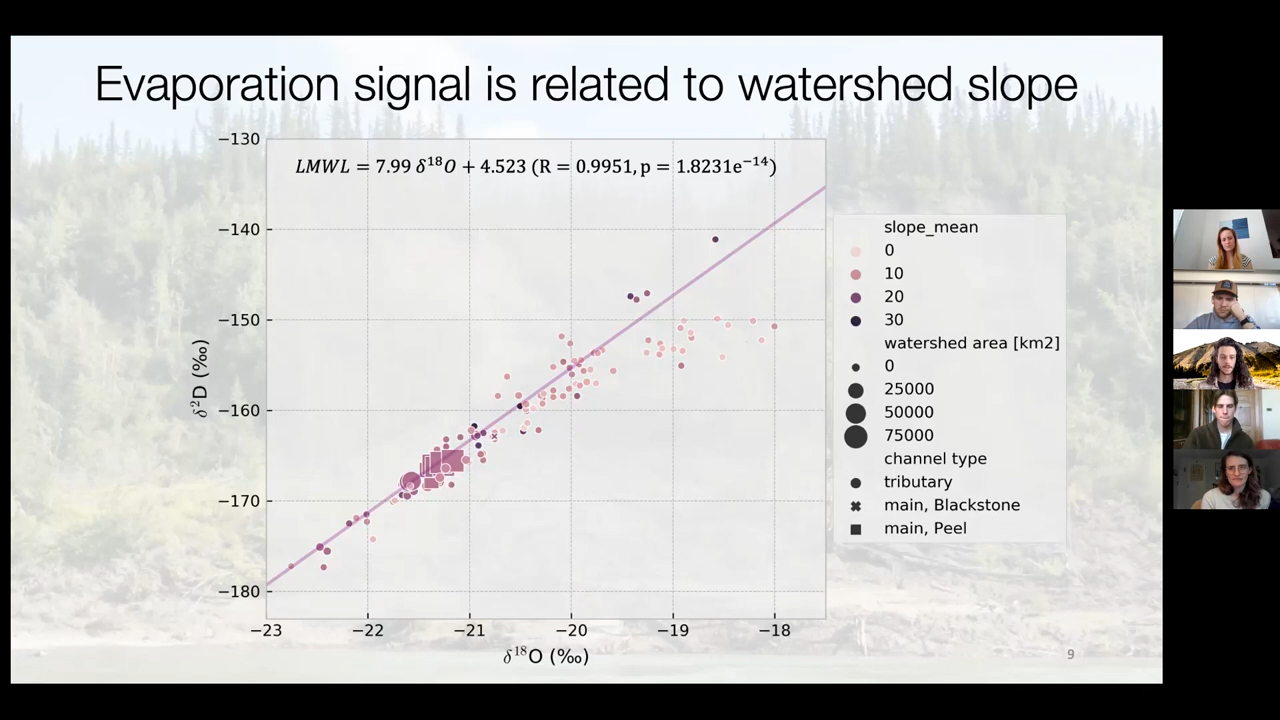 Evaporation signal is related to watershed slope
LMWL = 7.99 δ¹⁸O + 4.523 (R = 0.9951, p = 1.8231e⁻¹⁴)
−130
−140
−150
−160
−170
−180
δ²D (‰)
−23 −22 −21 −20 −19 −18
δ¹⁸O (‰)
slope_mean
0
10
20
30
watershed area [km2]
0
25000
50000
75000
channel type
tributary
main, Blackstone
main, Peel
9